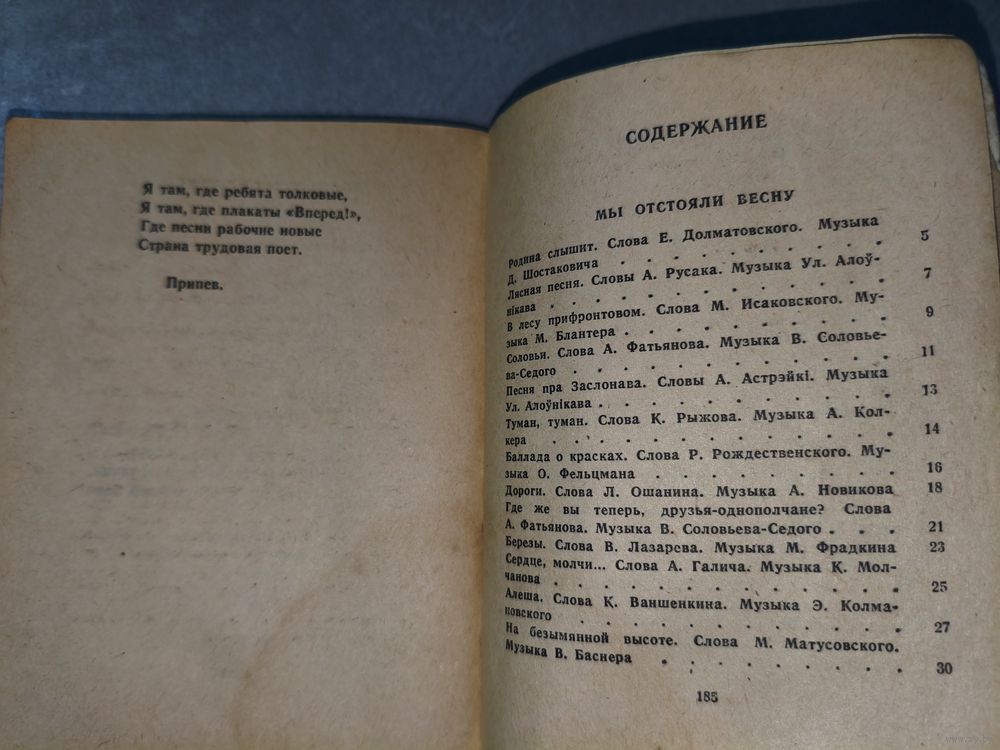 Я там, где ребята толковые,
Я там, где плакаты «Вперед!»,
Где песни рабочие новые
Страна трудовая поет.
Припев.
СОДЕРЖАНИЕ
МЫ ОТСТОЯЛИ ВЕСНУ
Родина слышит. Слова Е. Долматовского. Музыка
Д. Шостаковича . . . . . . . . 5
Лясная песня. Словы А. Русака. Музыка Ул. Алоў-
нікава . . . . . . . . . . 7
В лесу прифронтовом. Слова М. Исаковского. Му-
зыка М. Блантера . . . . . . . . 9
Соловьи. Слова А. Фатьянова. Музыка В. Соловье-
ва-Седого . . . . . . . . . 11
Песня пра Заслонава. Словы А. Астрэйкі. Музыка
Ул. Алоўнікава . . . . . . . . 13
Туман, туман. Слова К. Рыжова. Музыка А. Кол-
кера . . . . . . . . . . 14
Баллада о красках. Слова Р. Рождественского. Му-
зыка О. Фельцмана . . . . . . . 16
Дороги. Слова Л. Ошанина. Музыка А. Новикова 18
Где же вы теперь, друзья-однополчане? Слова
А. Фатьянова. Музыка В. Соловьева-Седого . . . 21
Березы. Слова В. Лазарева. Музыка М. Фрадкина 23
Сердце, молчи... Слова А. Галича. Музыка К. Мол-
чанова . . . . . . . . . . 25
Алеша. Слова К. Ваншенкина. Музыка Э. Колма-
новского . . . . . . . . . 27
На безымянной высоте. Слова М. Матусовского.
Музыка В. Баснера . . . . . . . 30
185